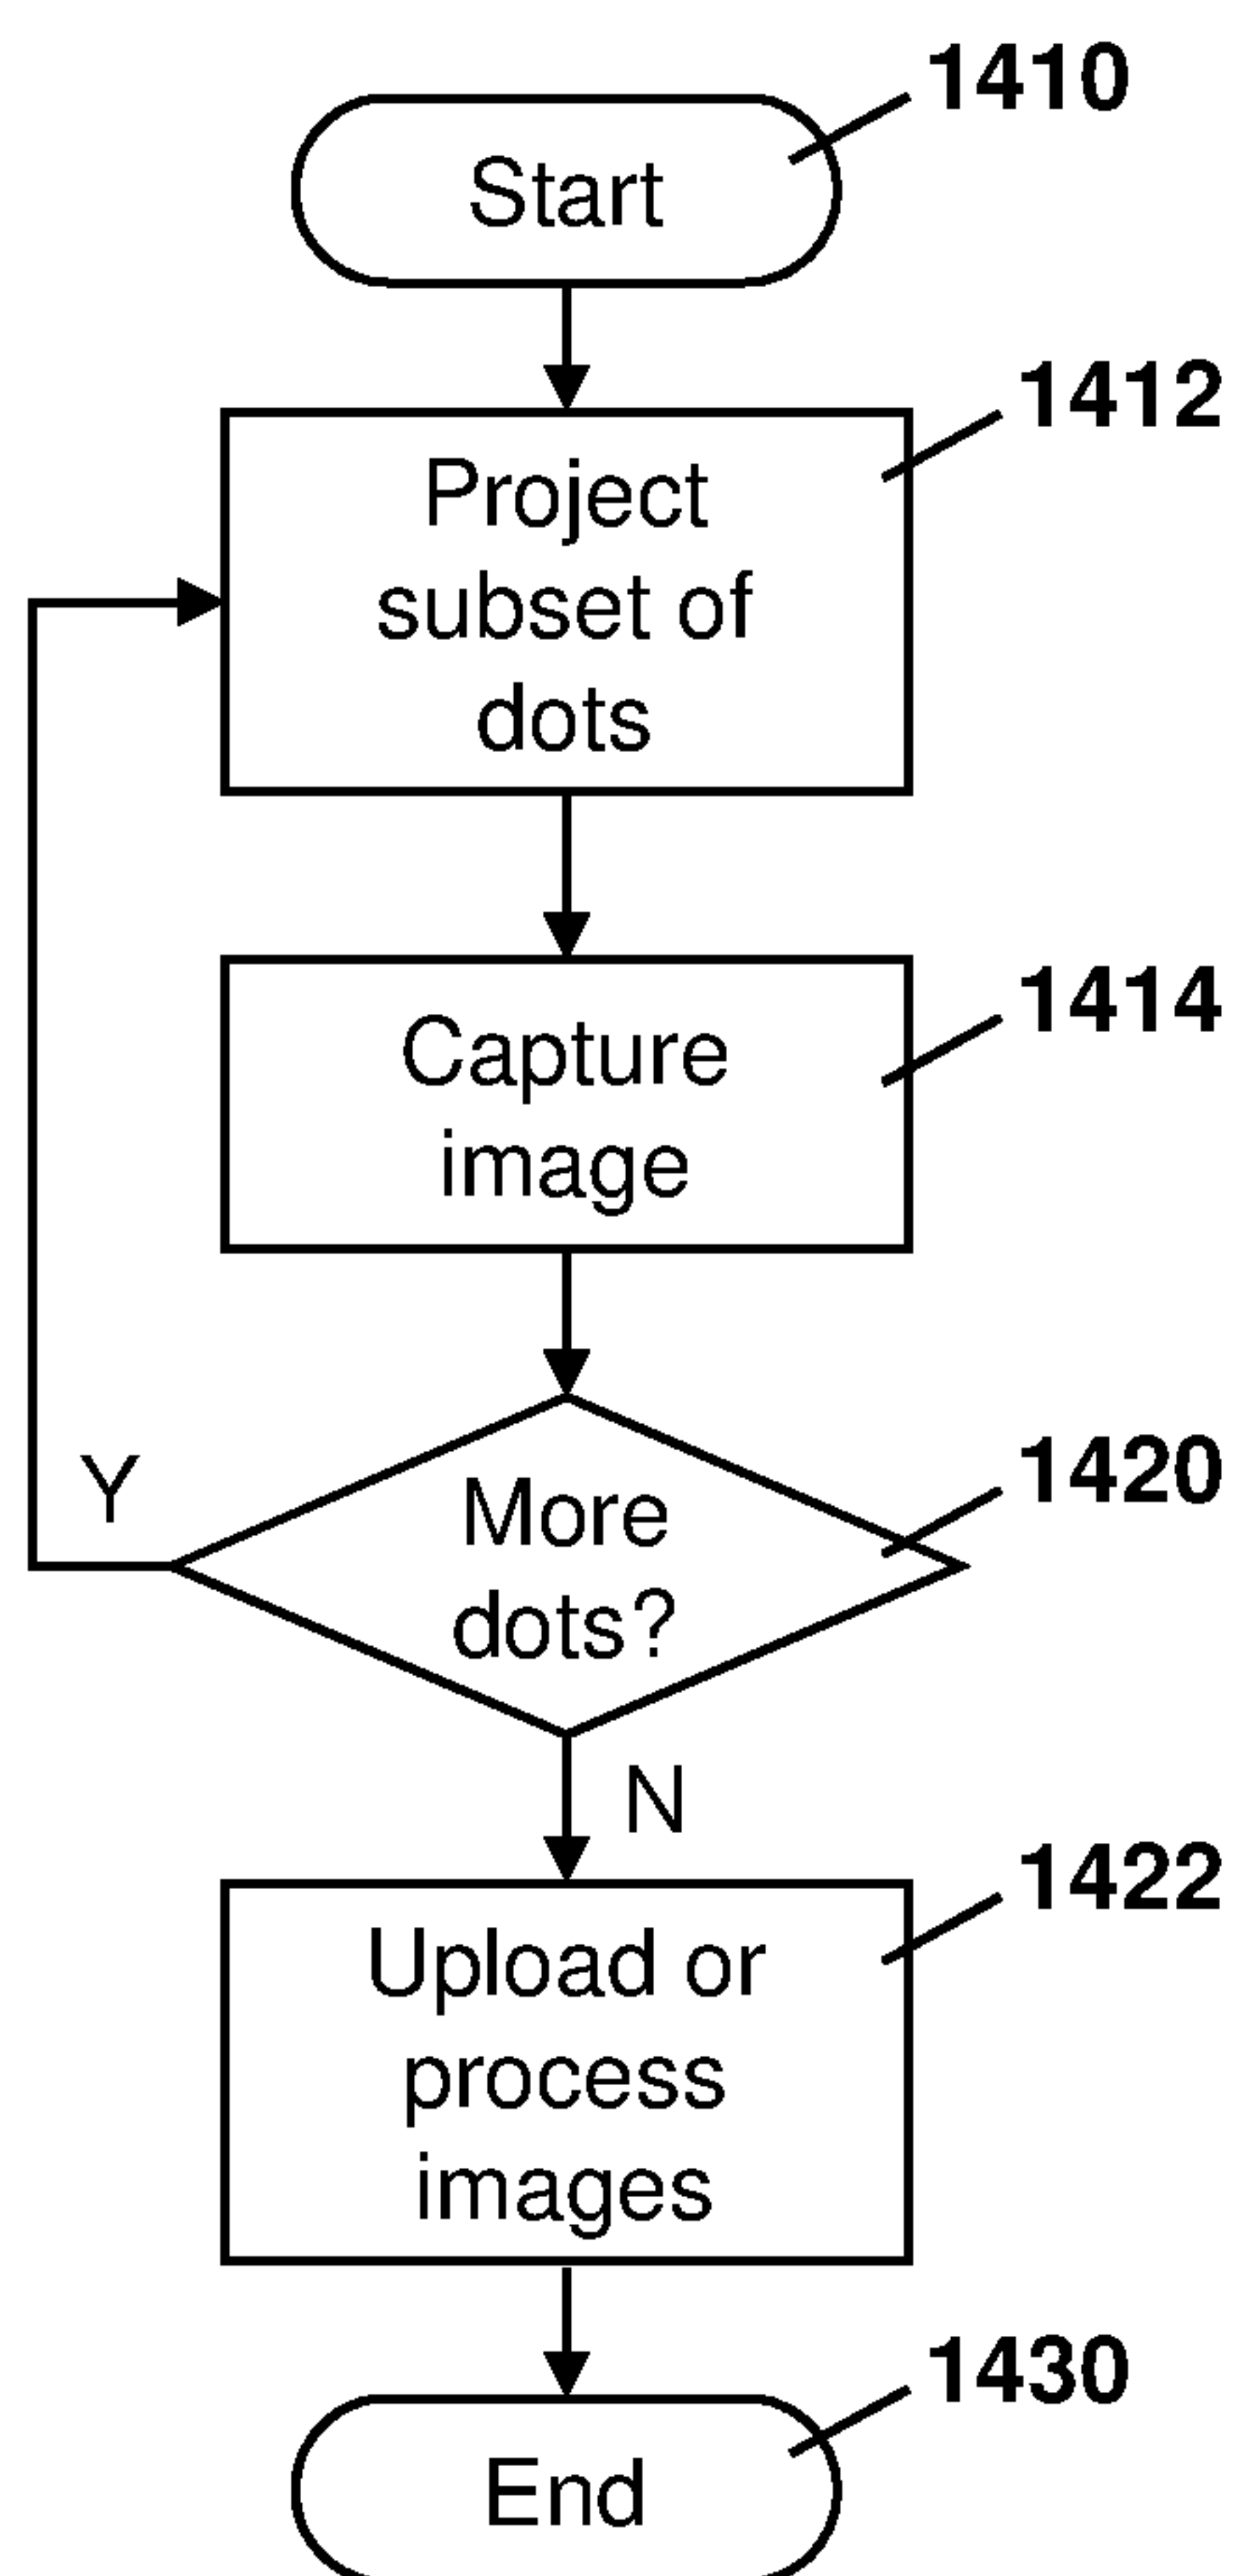 1410
Start
1412
Project
subset of
dots
1414
Capture
image
1420
Y
More
dots?
N
1422
Upload or
process
images
1430
End